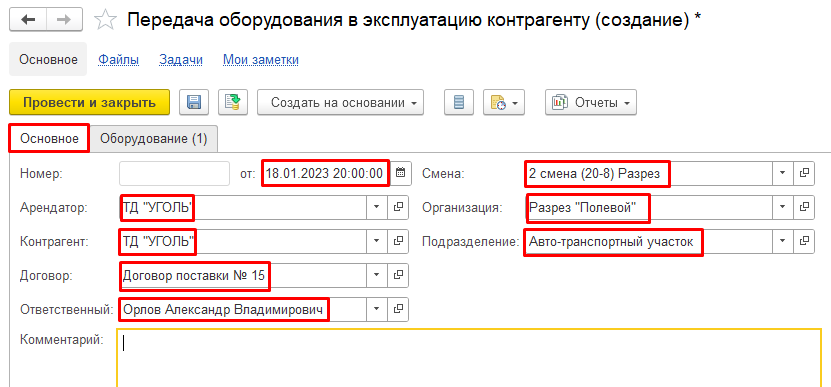 Передача оборудования в эксплуатацию контрагенту (создание) *
Основное Файлы Задачи Мои заметки
Провести и закрыть Создать на основании Отчеты
Основное Оборудование (1)
Номер: от: 18.01.2023 20:00:00 Смена: 2 смена (20-8) Разрез
Арендатор: ТД "УГОЛЬ" Организация: Разрез "Полевой"
Контрагент: ТД "УГОЛЬ" Подразделение: Авто-транспортный участок
Договор: Договор поставки № 15
Ответственный: Орлов Александр Владимирович
Комментарий: